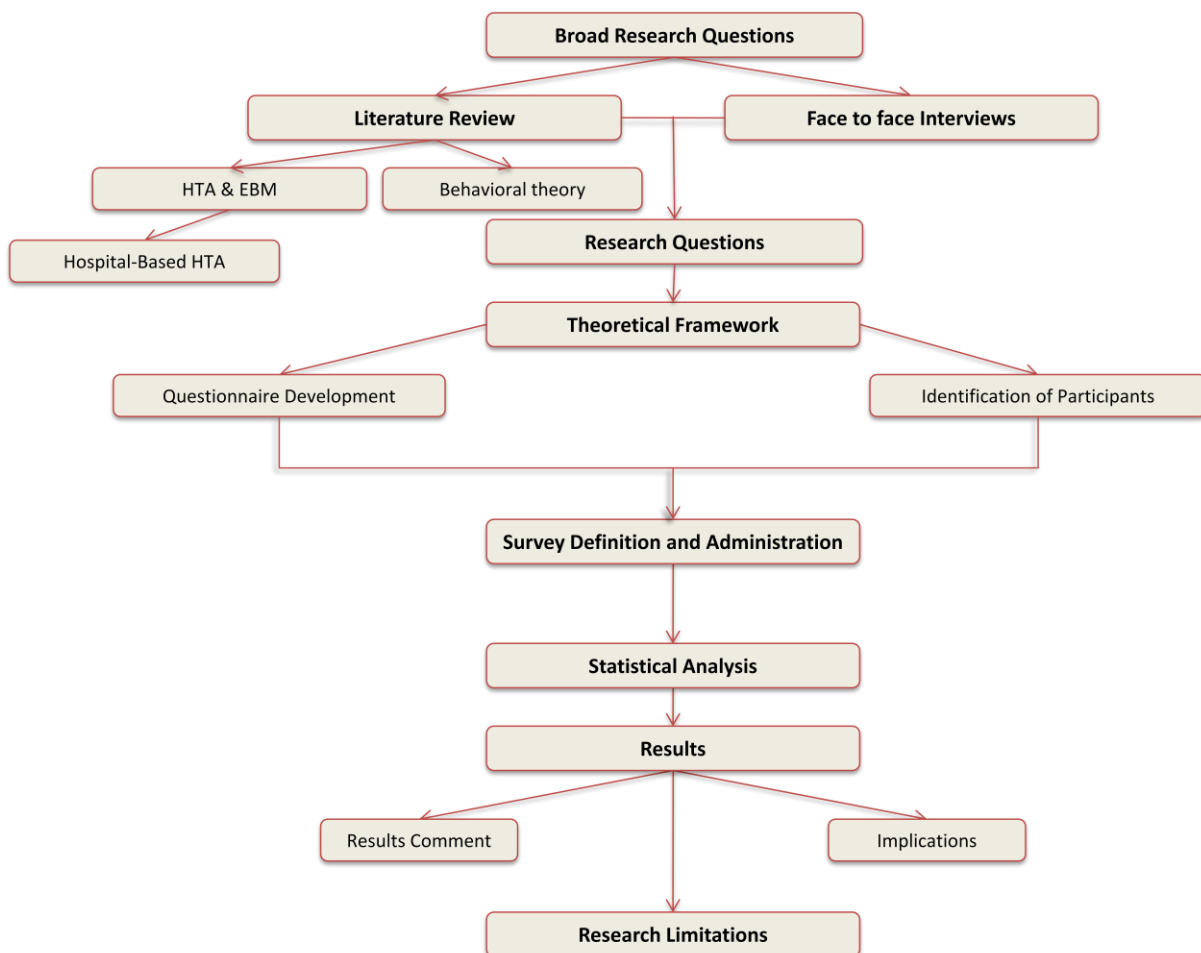 Broad Research Questions
Literature Review
Face to face Interviews
HTA & EBM
Behavioral theory
Research Questions
Hospital-Based HTA
Theoretical Framework
Questionnaire Development
Identification of Participants
Survey Definition and Administration
Statistical Analysis
Results
Results Comment
Implications
Research Limitations